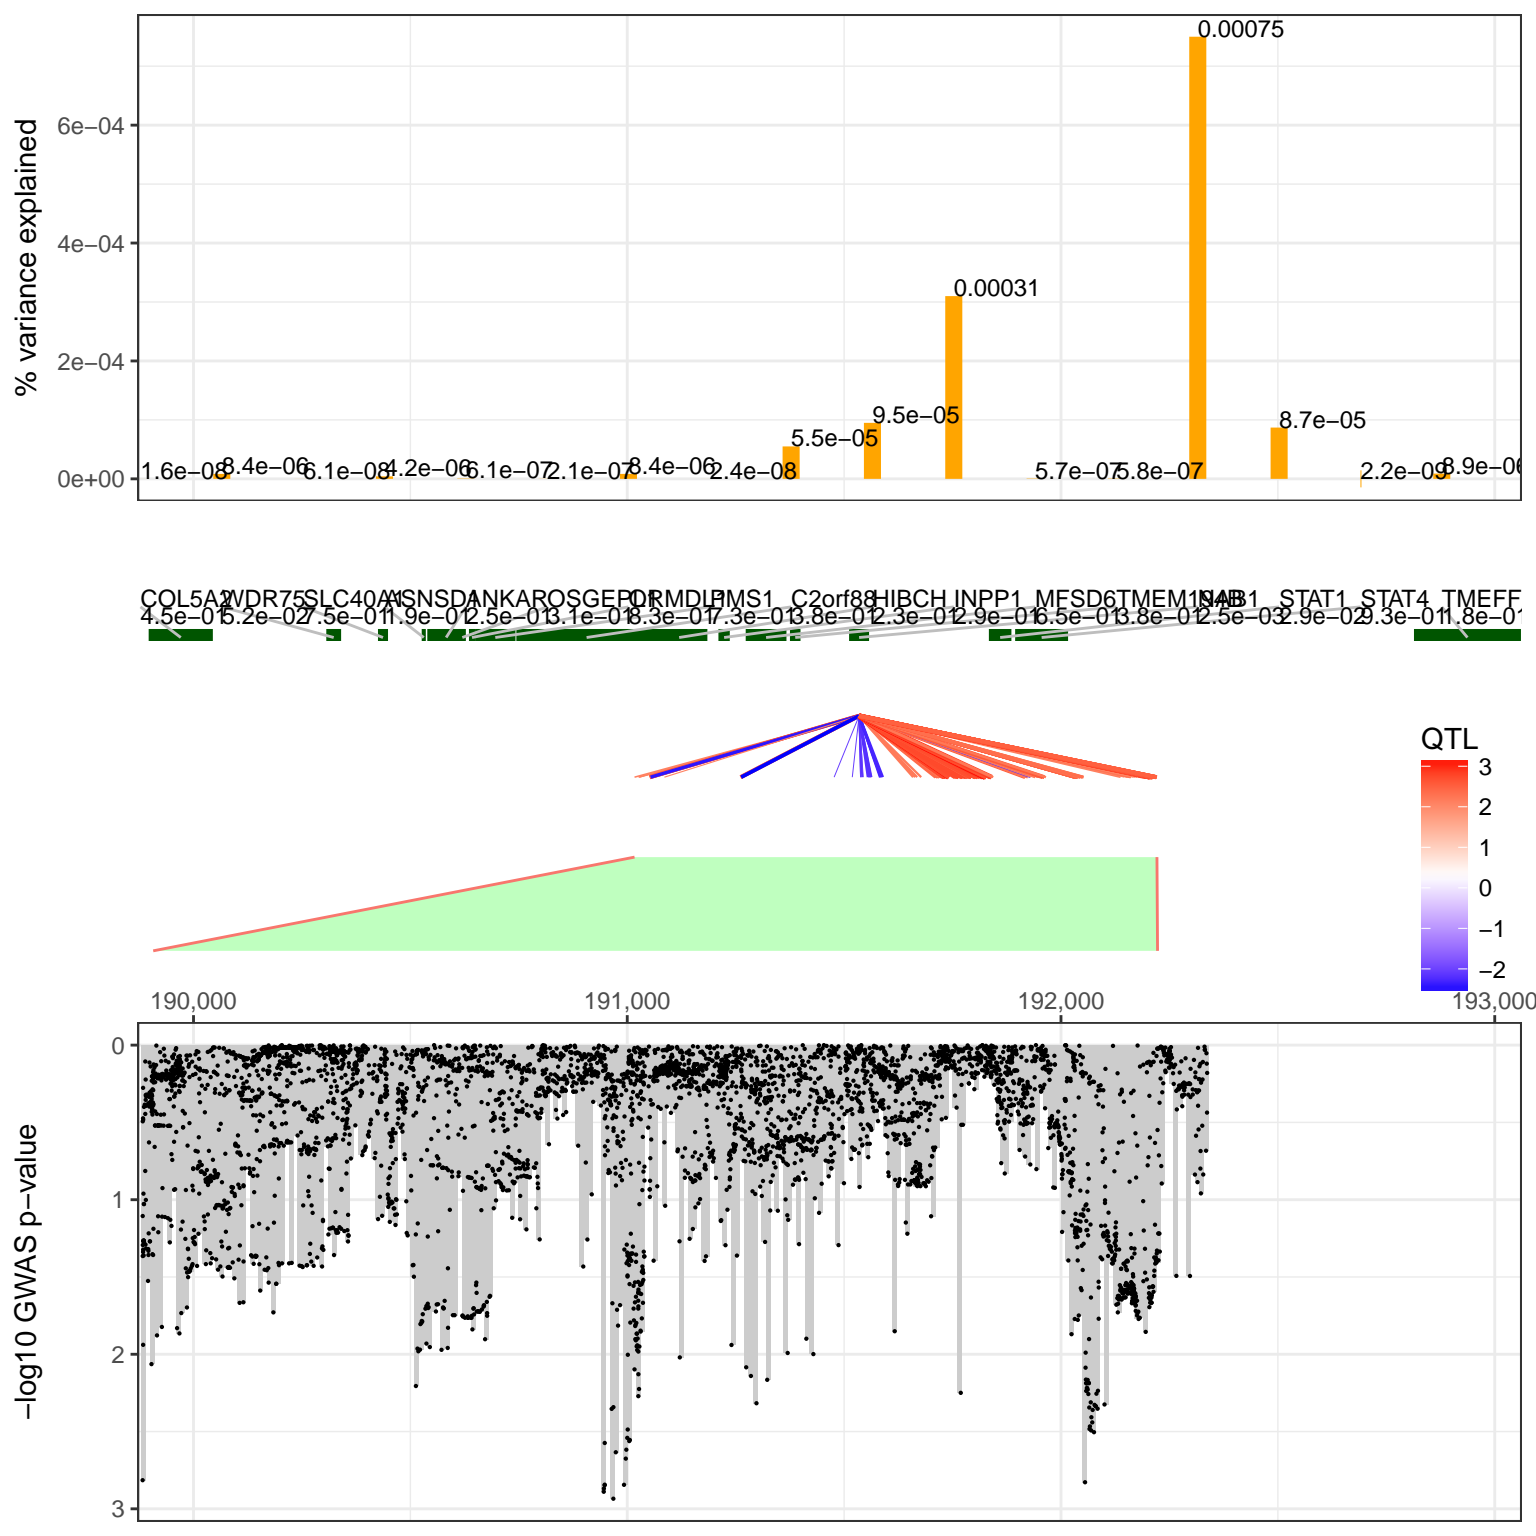 0.00075
6e−04
4e−04
2e−04
0e+00
% variance explained
0.00031
9.5e−05
8.7e−05
5.5e−05
1.6e−08 8.4e−06 6.1e−08 4.2e−06 6.1e−07 2.1e−07 8.4e−06 2.4e−08 5.7e−07 5.8e−07 2.2e−09 8.9e−06
COL5A2 WDR75 SLC40A1 ASNSD1 ANKAR OSGEPL1 ORMDL1 PMS1 C2orf88 HIBCH INPP1 MFSD6 TMEM194B NAB1 STAT1 STAT4 TMEFF
4.5e−01 5.2e−02 7.5e−01 1.9e−01 2.5e−01 3.1e−01 8.3e−01 7.3e−01 3.8e−01 2.3e−01 2.9e−01 6.5e−01 3.8e−01 2.5e−03 2.9e−02 9.3e−01 1.8e−01
QTL
3
2
1
0
−1
−2
190,000 191,000 192,000 193,000
0
1
2
3
−log10 GWAS p−value